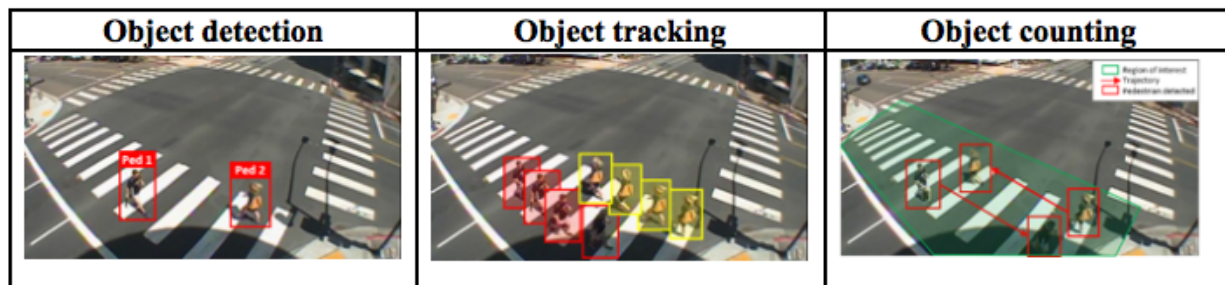 Object detection
Object tracking
Object counting
Ped 1
Ped 2
Region of interest
Trajectory
Pedestrian detected